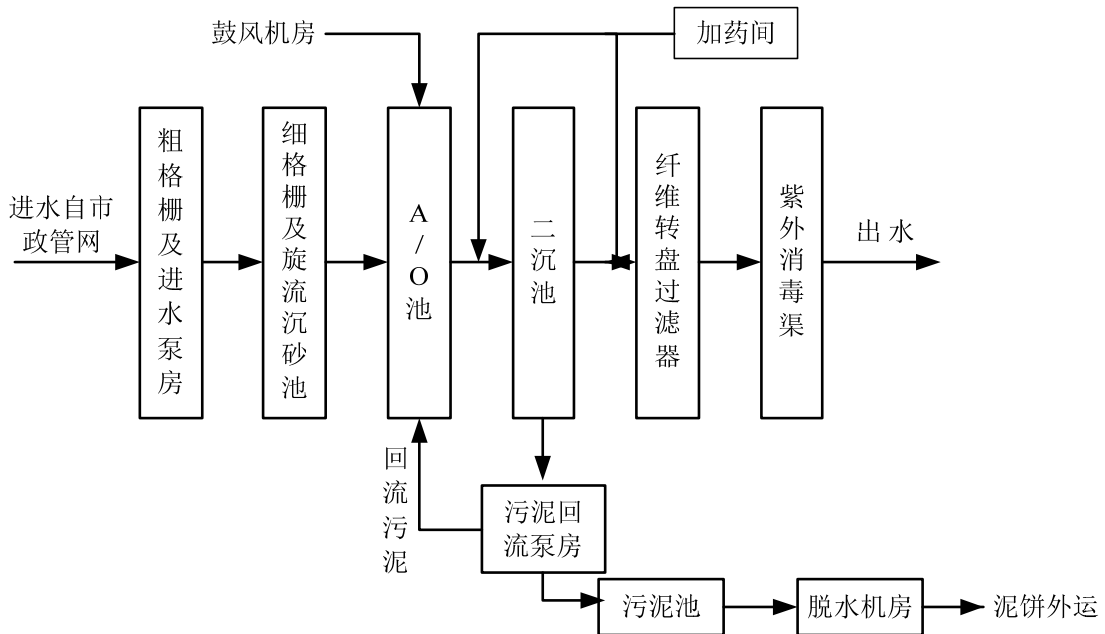 鼓风机房
加药间
进水自市
政管网
粗格栅及进水泵房
细格栅及旋流沉砂池
A/O池
二沉池
纤维转盘过滤器
紫外消毒渠
出水
回流污泥
污泥回
流泵房
污泥池
脱水机房
泥饼外运